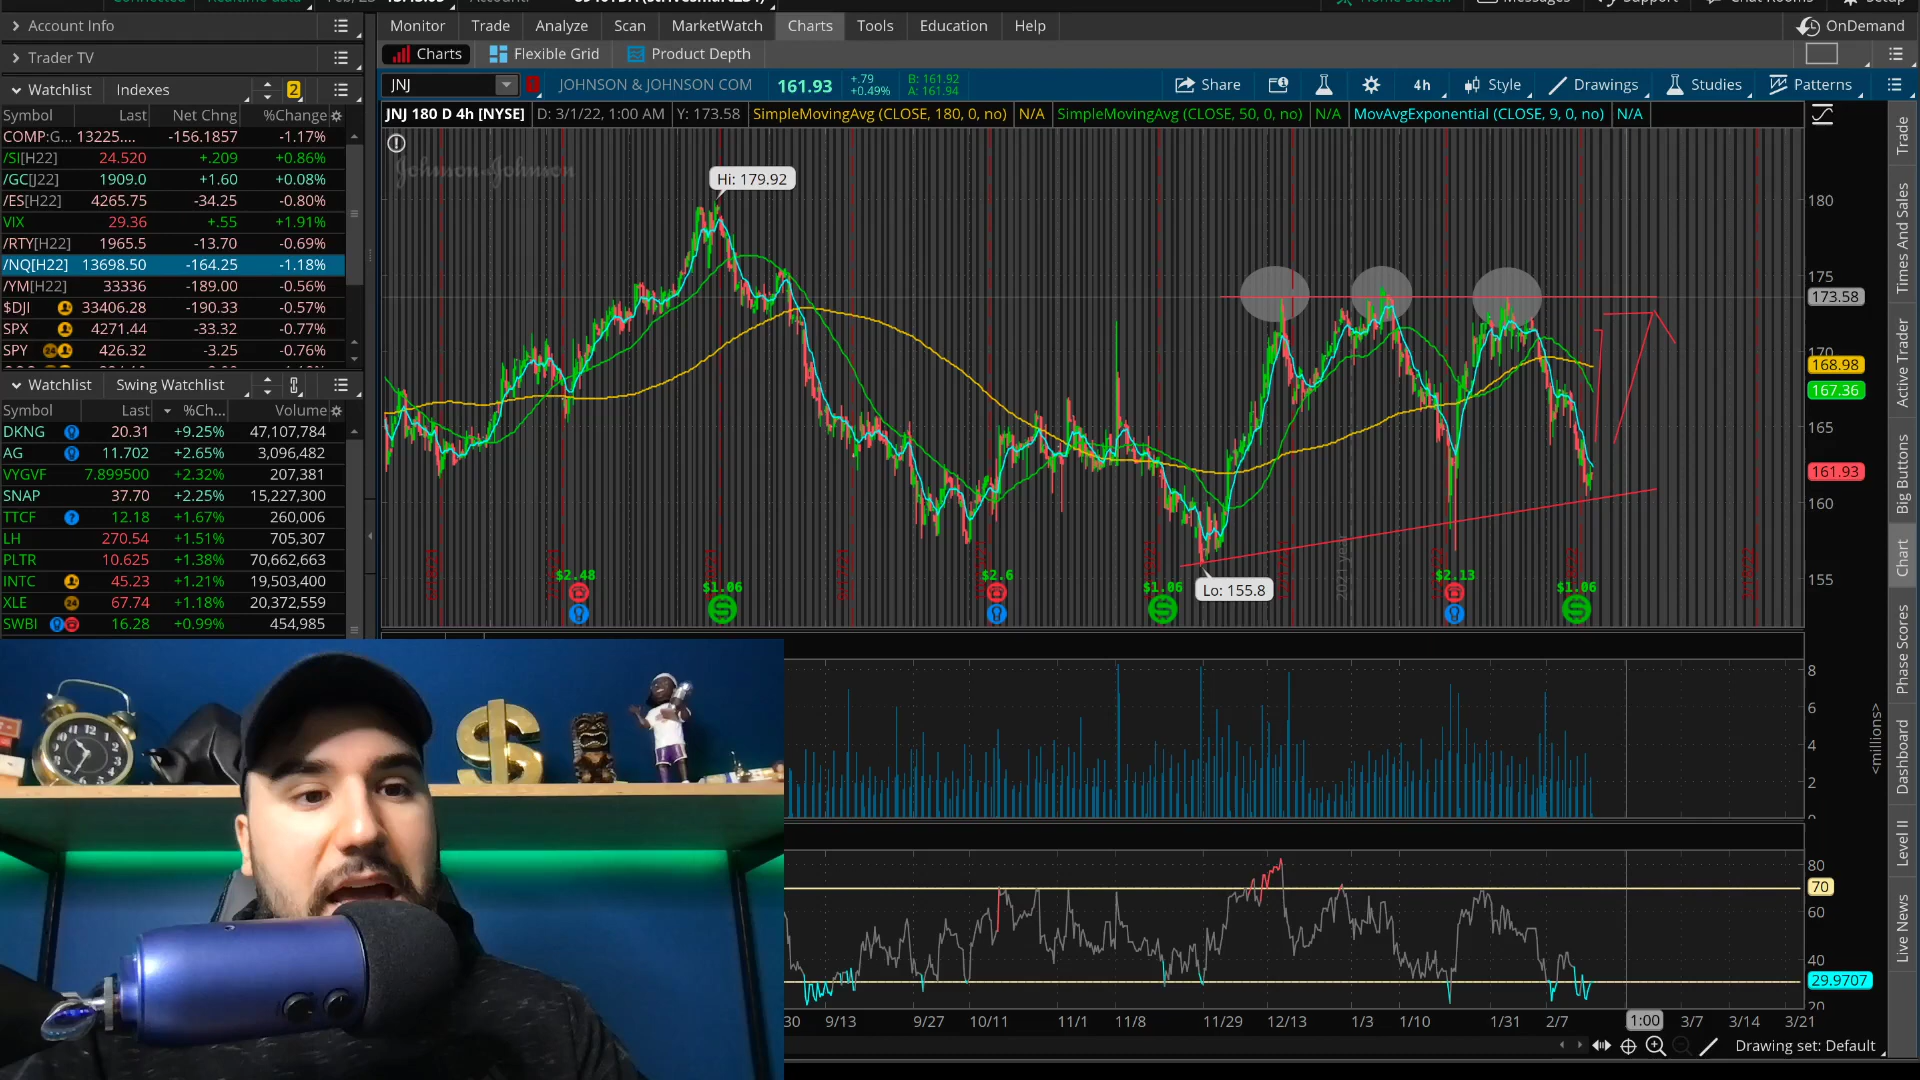 Account Info
Trader TV
Watchlist Indexes 2
Symbol Last Net Chng %Change
COMP:G... 13225.... -156.1857 -1.17%
/SI[H22] 24.520 +.209 +0.86%
/GC[J22] 1909.0 +1.60 +0.08%
/ES[H22] 4265.75 -34.25 -0.80%
VIX 29.36 +.55 +1.91%
/RTY[H22] 1965.5 -13.70 -0.69%
/NQ[H22] 13698.50 -164.25 -1.18%
/YM[H22] 33336 -189.00 -0.56%
$DJI 33406.28 -190.33 -0.57%
SPX 4271.44 -33.32 -0.77%
SPY 24 426.32 -3.25 -0.76%
Watchlist Swing Watchlist
Symbol Last %Ch... Volume
DKNG 20.31 +9.25% 47,107,784
AG 11.702 +2.65% 3,096,482
VYGVF 7.899500 +2.32% 207,381
SNAP 37.70 +2.25% 15,227,300
TTCF 12.18 +1.67% 260,006
LH 270.54 +1.51% 705,307
PLTR 10.625 +1.38% 70,662,663
INTC 45.23 +1.21% 19,503,400
XLE 24 67.74 +1.18% 20,372,559
SWBI 16.28 +0.99% 454,985
Monitor Trade Analyze Scan MarketWatch Charts Tools Education Help OnDemand
Charts Flexible Grid Product Depth
JNJ JOHNSON & JOHNSON COM 161.93 +.79 +0.49% B: 161.92 A: 161.94 Share 4h Style Drawings Studies Patterns
JNJ 180 D 4h [NYSE] D: 3/1/22, 1:00 AM Y: 173.58 SimpleMovingAvg (CLOSE, 180, 0, no) N/A SimpleMovingAvg (CLOSE, 50, 0, no) N/A MovAvgExponential (CLOSE, 9, 0, no) N/A
Johnson & Johnson
Hi: 179.92
180
175
173.58
170
168.98
167.36
165
161.93
160
155
$2.48 $1.06 $2.6 $1.06 Lo: 155.8 $2.13 $1.06
2021 year
8
6
4
2
0
<millions>
80
70
60
40
29.9707
20
30 9/13 9/27 10/11 11/1 11/8 11/29 12/13 1/3 1/10 1/31 2/7 1:00 3/7 3/14 3/21
Drawing set: Default
Trade
Times And Sales
Active Trader
Big Buttons
Chart
Phase Scores
Dashboard
Level II
Live News